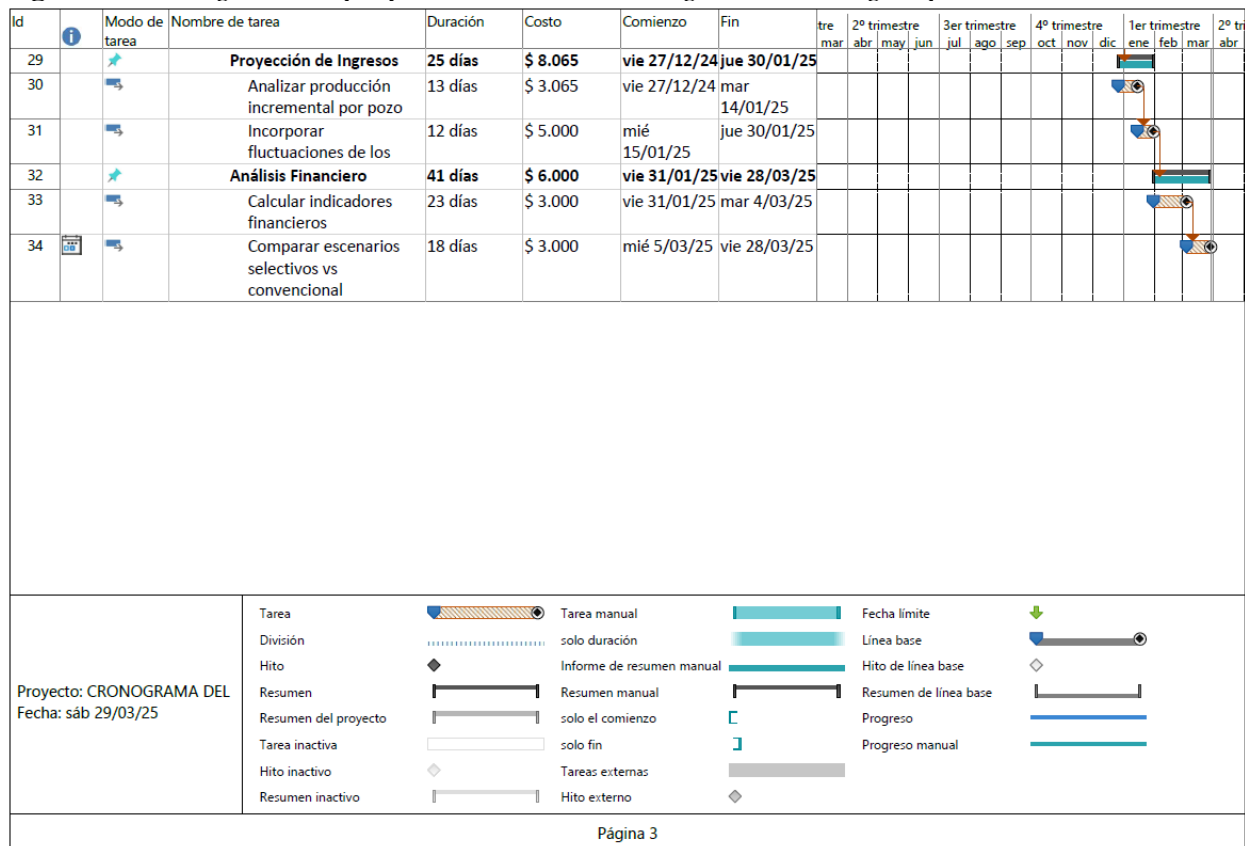 Id Modo de tarea Nombre de tarea Duración Costo Comienzo Fin
tre 2º trimestre 3er trimestre 4º trimestre 1er trimestre 2º tri
mar abr may jun jul ago sep oct nov dic ene feb mar abr
29 Proyección de Ingresos 25 días $ 8.065 vie 27/12/24 jue 30/01/25
30 Analizar producción 13 días $ 3.065 vie 27/12/24 mar
incremental por pozo 14/01/25
31 Incorporar 12 días $ 5.000 mié jue 30/01/25
fluctuaciones de los 15/01/25
32 Análisis Financiero 41 días $ 6.000 vie 31/01/25 vie 28/03/25
33 Calcular indicadores 23 días $ 3.000 vie 31/01/25 mar 4/03/25
financieros
34 Comparar escenarios 18 días $ 3.000 mié 5/03/25 vie 28/03/25
selectivos vs
convencional
Proyecto: CRONOGRAMA DEL
Fecha: sáb 29/03/25
Tarea
División
Hito
Resumen
Resumen del proyecto
Tarea inactiva
Hito inactivo
Resumen inactivo
Tarea manual
solo duración
Informe de resumen manual
Resumen manual
solo el comienzo
solo fin
Tareas externas
Hito externo
Fecha límite
Línea base
Hito de línea base
Resumen de línea base
Progreso
Progreso manual
Página 3